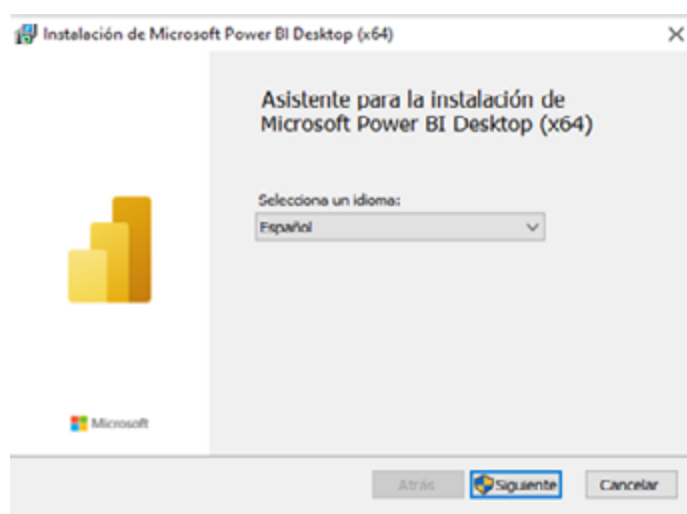 Instalación de Microsoft Power BI Desktop (x64)
Asistente para la instalación de
Microsoft Power BI Desktop (x64)
Selecciona un idioma:
Español
Microsoft
Atrás
Siguiente
Cancelar